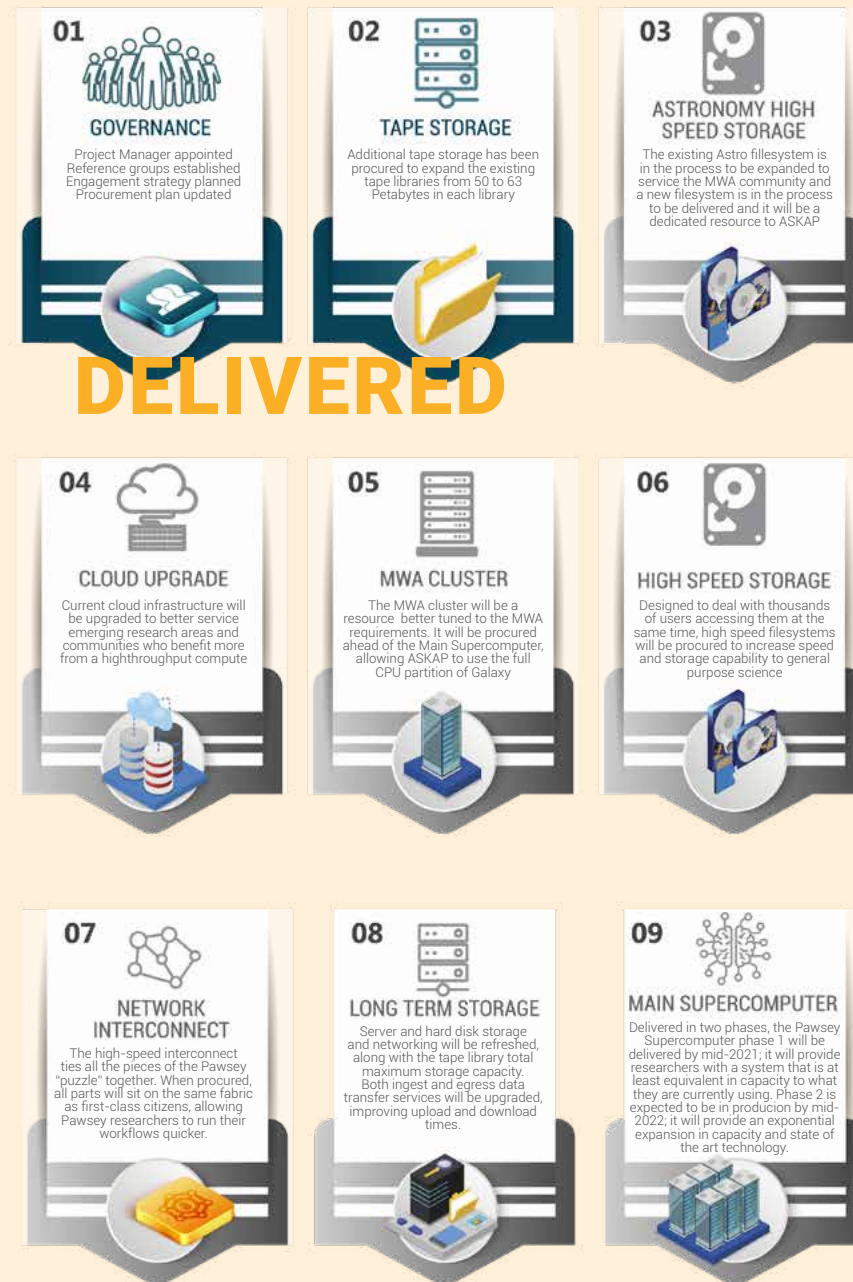 01
GOVERNANCE
Project Manager appointed
Reference groups established
Engagement strategy planned
Procurement plan updated
02
TAPE STORAGE
Additional tape storage has been
procured to expand the existing
tape libraries from 50 to 63
Petabytes in each library
03
ASTRONOMY HIGH
SPEED STORAGE
The existing Astro fillesystem is
in the process to be expanded to
service the MWA community and
a new filesystem is in the process
to be delivered and it will be a
dedicated resource to ASKAP
DELIVERED
04
CLOUD UPGRADE
Current cloud infrastructure will
be upgraded to better service
emerging research areas and
communities who benefit more
from a highthroughput compute
05
MWA CLUSTER
The MWA cluster will be a
resource better tuned to the MWA
requirements. It will be procured
ahead of the Main Supercomputer,
allowing ASKAP to use the full
CPU partition of Galaxy
06
HIGH SPEED STORAGE
Designed to deal with thousands
of users accessing them at the
same time, high speed filesystems
will be procured to increase speed
and storage capability to general
purpose science
07
NETWORK
INTERCONNECT
The high-speed interconnect
ties all the pieces of the Pawsey
"puzzle" together. When procured,
all parts will sit on the same fabric
as first-class citizens, allowing
Pawsey researchers to run their
workflows quicker.
08
LONG TERM STORAGE
Server and hard disk storage
and networking will be refreshed,
along with the tape library total
maximum storage capacity.
Both ingest and egress data
transfer services will be upgraded,
improving upload and download
times.
09
MAIN SUPERCOMPUTER
Delivered in two phases, the Pawsey
Supercomputer phase 1 will be
delivered by mid-2021; it will provide
researchers with a system that is at
least equivalent in capacity to what
they are currently using. Phase 2 is
expected to be in producion by mid-
2022; it will provide an exponential
expansion in capacity and state of
the art technology.